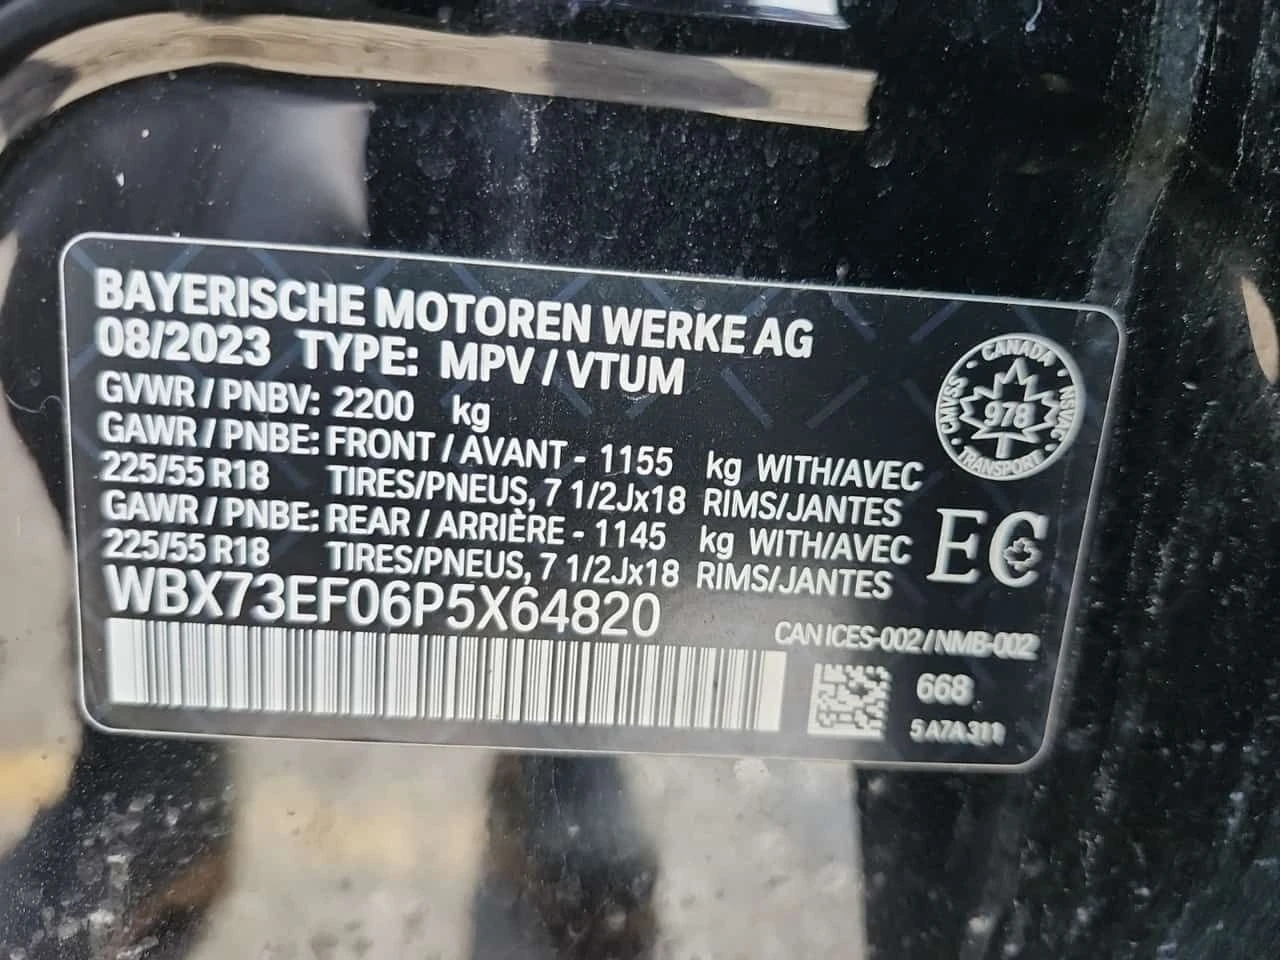 BAYERISCHE MOTOREN WERKE AG
08/2023 TYPE: MPV / VTUM
GVWR / PNBV: 2200 kg
GAWR / PNBE: FRONT / AVANT - 1155 kg WITH/AVEC
225/55 R18 TIRES/PNEUS, 7 1/2Jx18 RIMS/JANTES
GAWR / PNBE: REAR / ARRIÈRE - 1145 kg WITH/AVEC
225/55 R18 TIRES/PNEUS, 7 1/2Jx18 RIMS/JANTES
WBX73EF06P5X64820
CANADA
CMVSS 978 NSVAC
TRANSPORT
EC
CAN ICES-002 / NMB-002
668
5A7A311